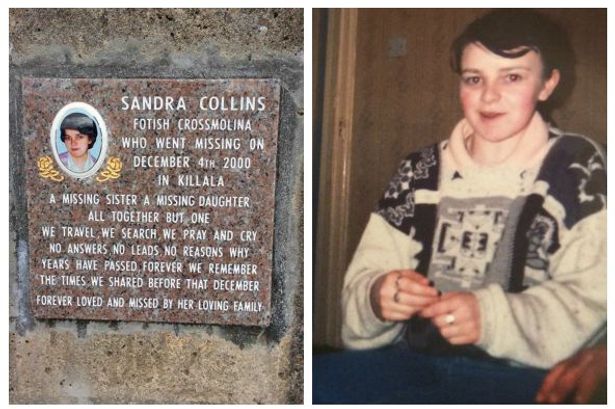 SANDRA COLLINS
FOTISH CROSSMOLINA
WHO WENT MISSING ON
DECEMBER 4TH 2000
IN KILLALA
A MISSING SISTER A MISSING DAUGHTER
ALL TOGETHER BUT ONE
WE TRAVEL, WE SEARCH, WE PRAY AND CRY
NO ANSWERS, NO LEADS, NO REASONS WHY
YEARS HAVE PASSED, FOREVER WE REMEMBER
THE TIMES WE SHARED BEFORE THAT DECEMBER
FOREVER LOVED AND MISSED BY HER LOVING FAMILY